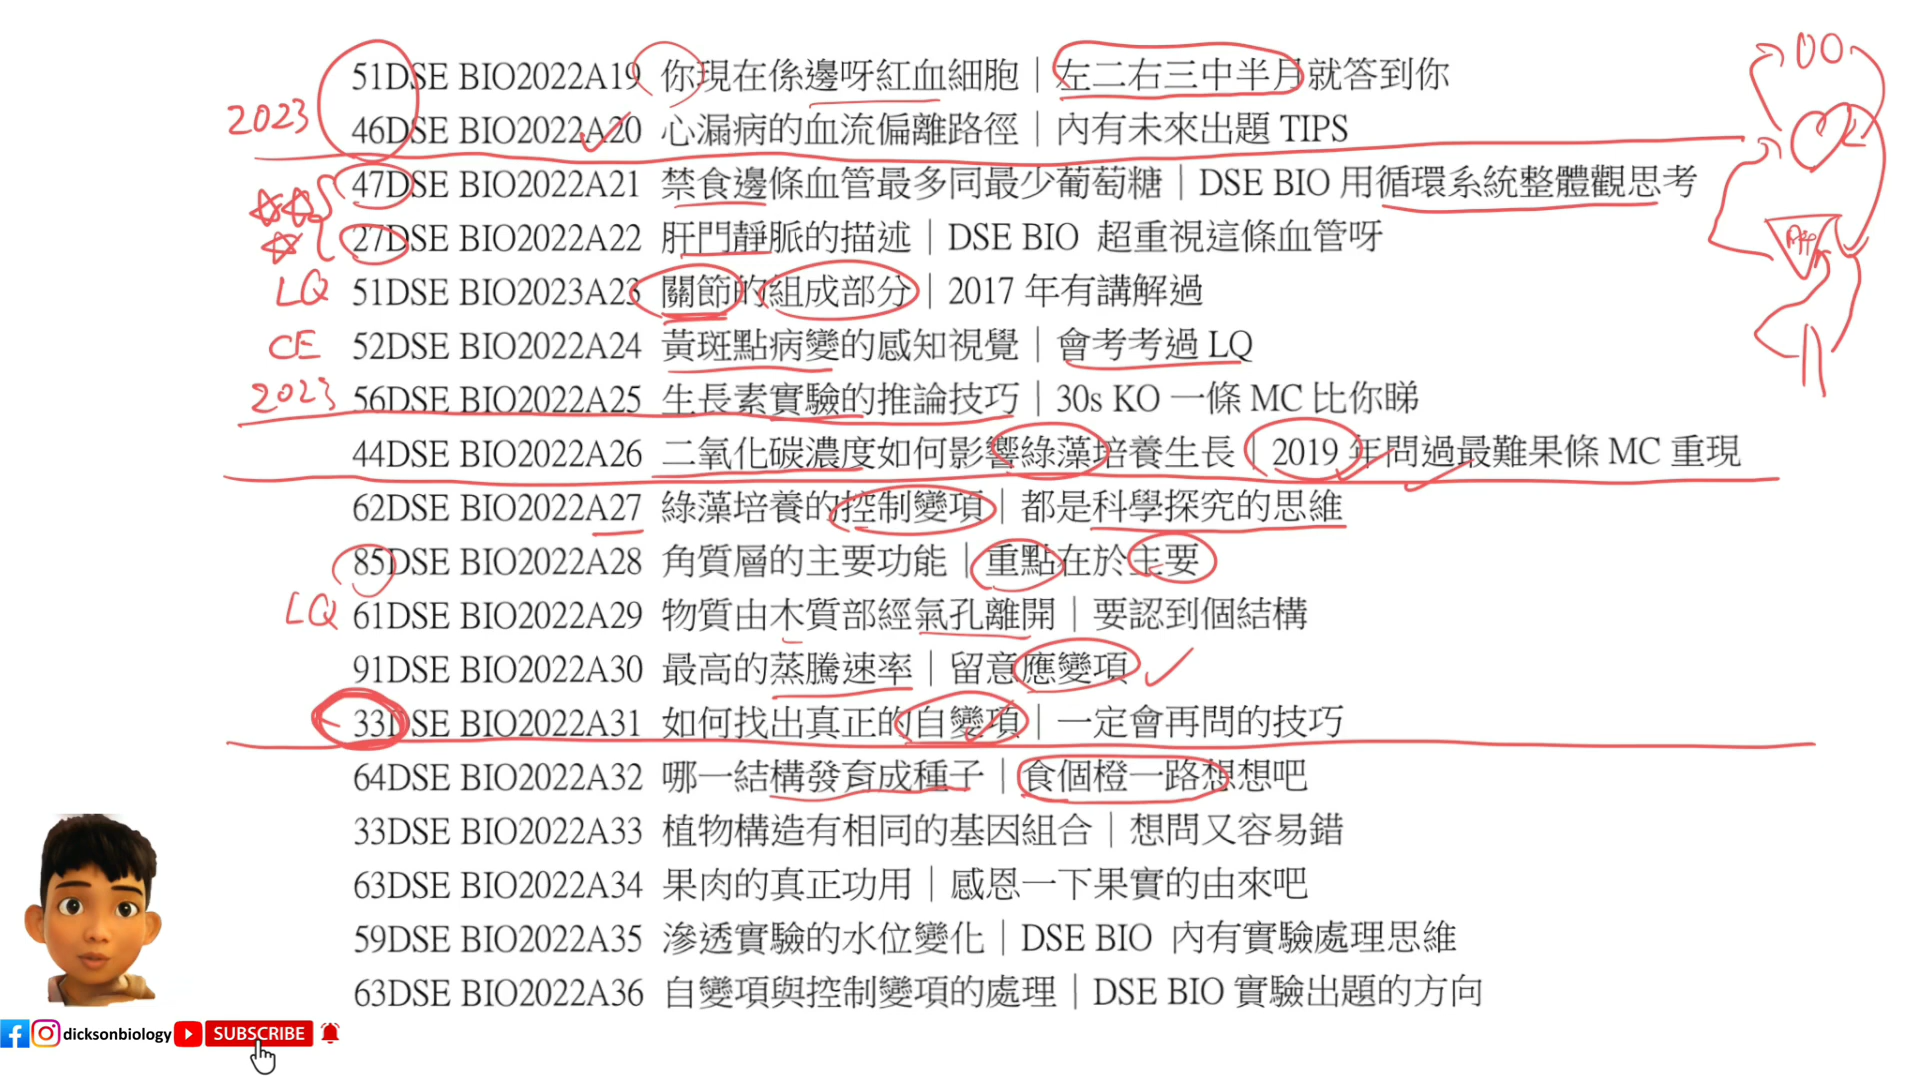 51DSE BIO2022A19 你現在係邊呀紅血細胞｜左二右三中半月就答到你
2023
46DSE BIO2022A20 心漏病的血流偏離路徑｜內有未來出題 TIPS
47DSE BIO2022A21 禁食邊條血管最多同最少葡萄糖｜DSE BIO 用循環系統整體觀思考
27DSE BIO2022A22 肝門靜脈的描述｜DSE BIO 超重視這條血管呀
LQ 51DSE BIO2023A23 關節的組成部分｜2017 年有講解過
CE 52DSE BIO2022A24 黃斑點病變的感知視覺｜會考考過 LQ
2023 56DSE BIO2022A25 生長素實驗的推論技巧｜30s KO 一條 MC 比你睇
44DSE BIO2022A26 二氧化碳濃度如何影響綠藻培養生長｜2019 年問過最難果條 MC 重現
62DSE BIO2022A27 綠藻培養的控制變項｜都是科學探究的思維
85DSE BIO2022A28 角質層的主要功能｜重點在於主要
LQ 61DSE BIO2022A29 物質由木質部經氣孔離開｜要認到個結構
91DSE BIO2022A30 最高的蒸騰速率｜留意應變項
33DSE BIO2022A31 如何找出真正的自變項｜一定會再問的技巧
64DSE BIO2022A32 哪一結構發育成種子｜食個橙一路想想吧
33DSE BIO2022A33 植物構造有相同的基因組合｜想問又容易錯
63DSE BIO2022A34 果肉的真正功用｜感恩一下果實的由來吧
59DSE BIO2022A35 滲透實驗的水位變化｜DSE BIO 內有實驗處理思維
63DSE BIO2022A36 自變項與控制變項的處理｜DSE BIO 實驗出題的方向
dicksonbiology SUBSCRIBE